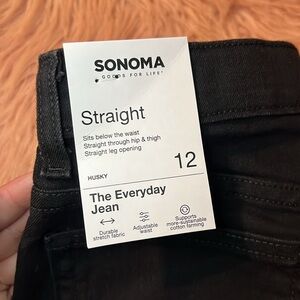 SONOMA
GOODS FOR LIFE
Straight
Sits below the waist
Straight through hip & thigh
Straight leg opening
12
HUSKY
The Everyday
Jean
Durable
stretch fabric
Adjustable
waist
Supports
more-sustainable
cotton farming